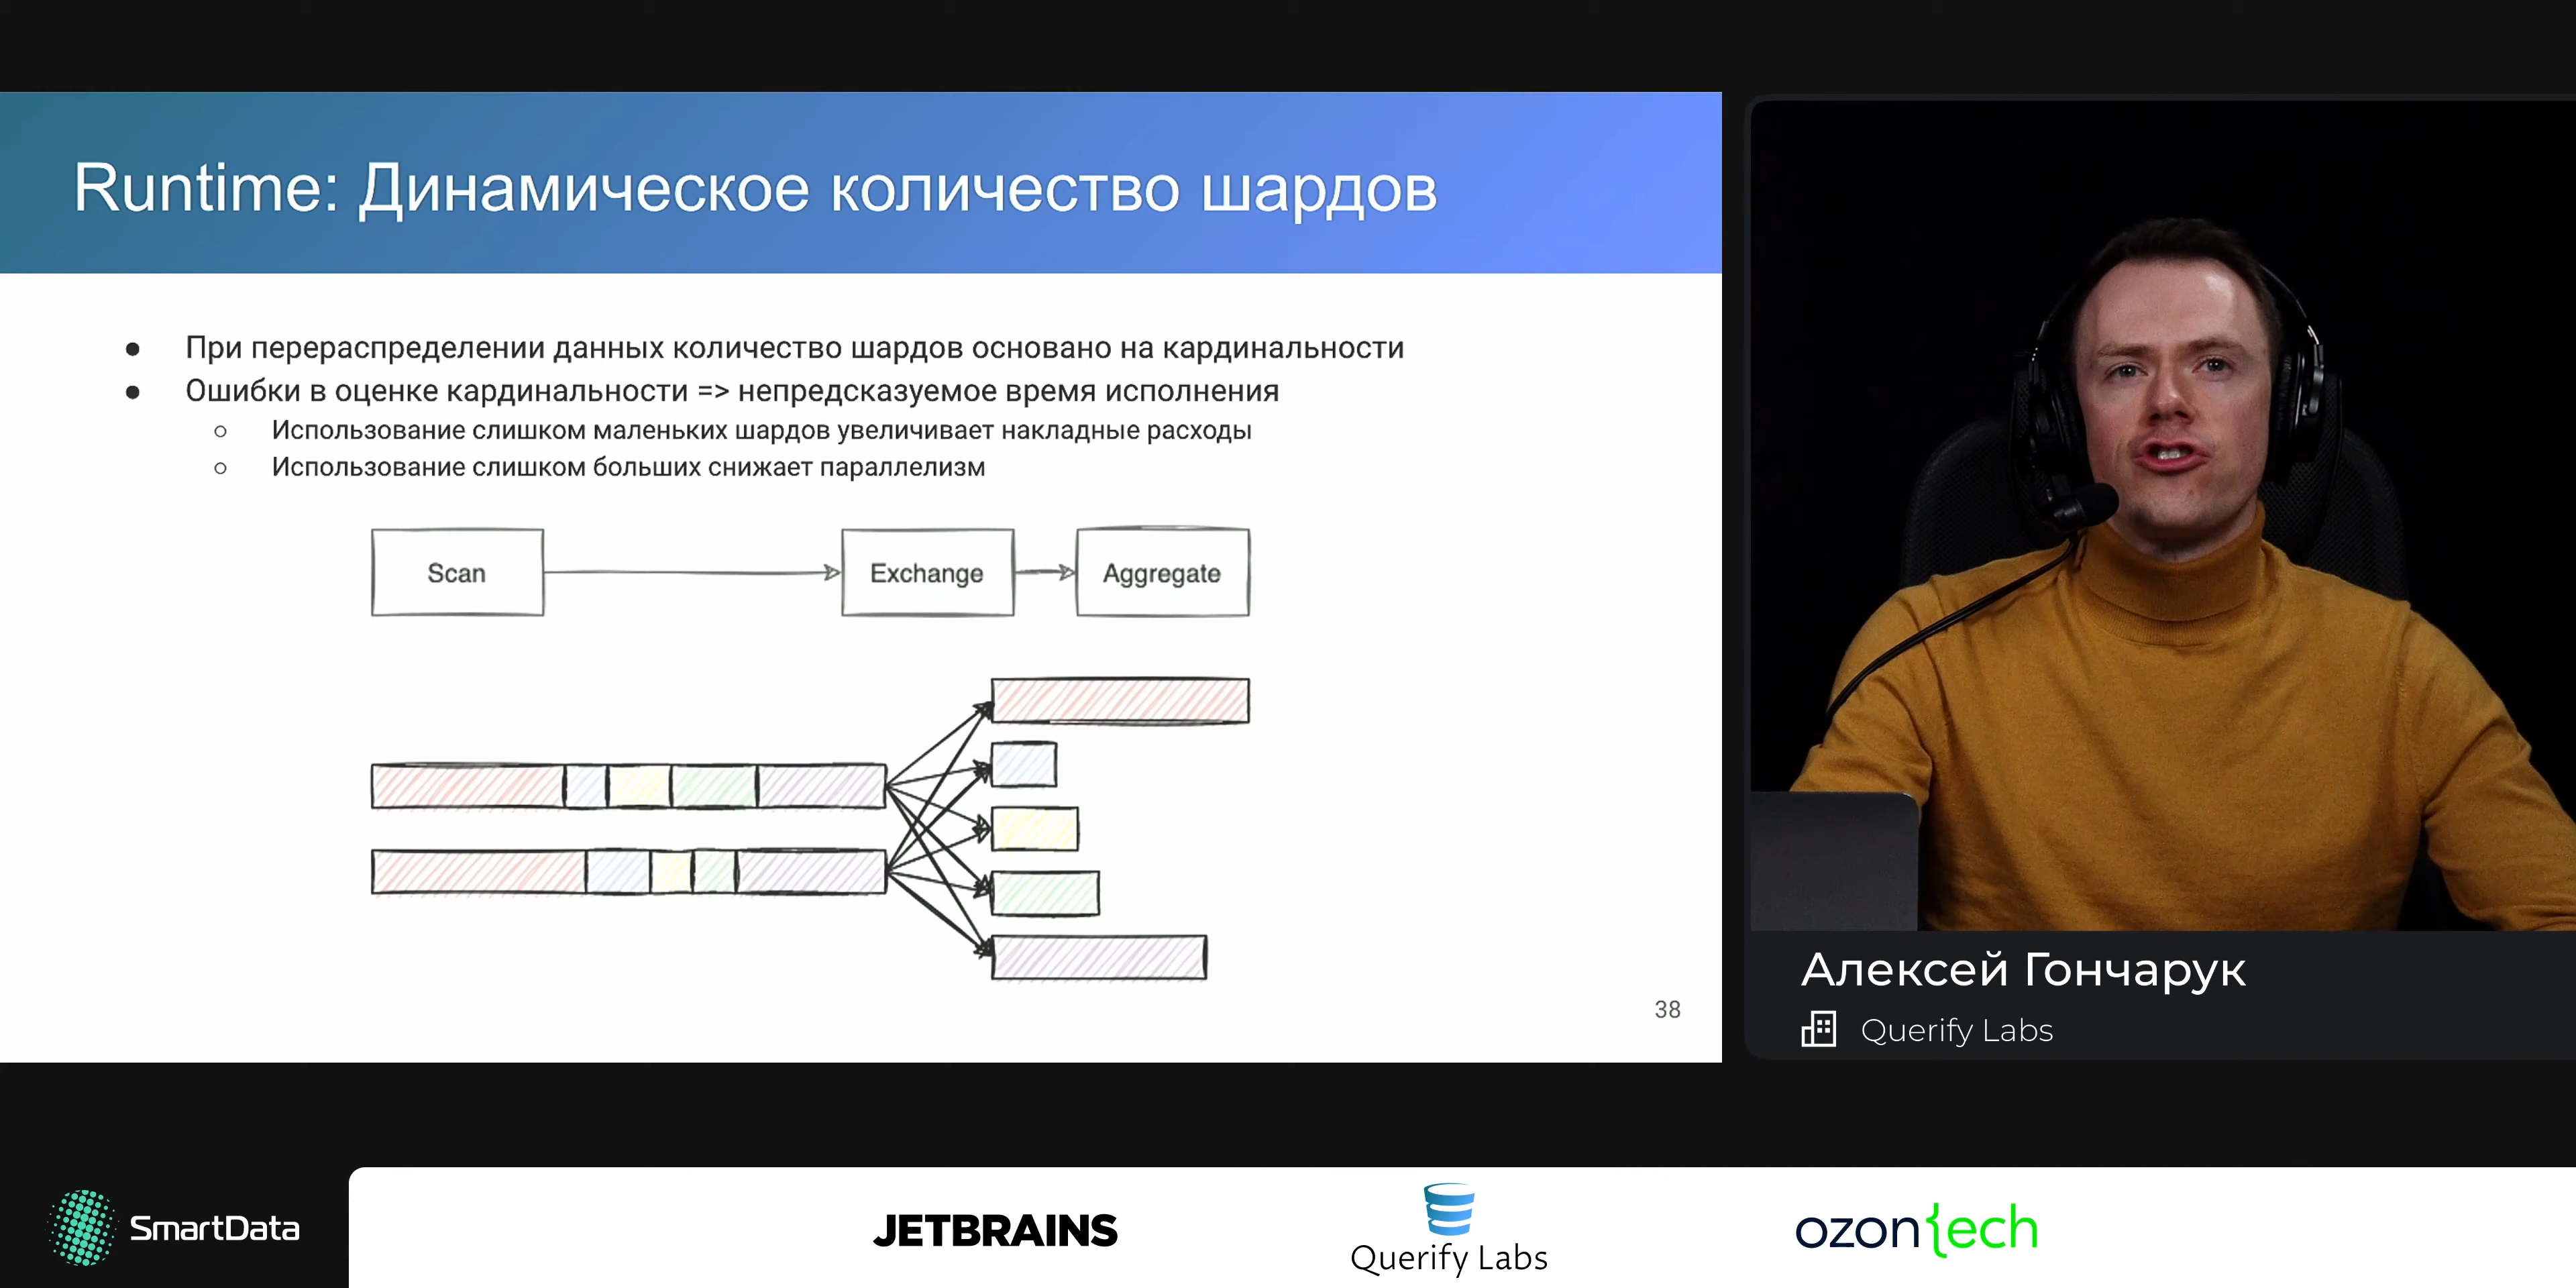 Runtime: Динамическое количество шардов
При перераспределении данных количество шардов основано на кардинальности
Ошибки в оценке кардинальности => непредсказуемое время исполнения
Использование слишком маленьких шардов увеличивает накладные расходы
Использование слишком больших снижает параллелизм
Scan
Exchange
Aggregate
38
Алексей Гончарук
Querify Labs
SmartData
JETBRAINS
Querify Labs
ozon{ech